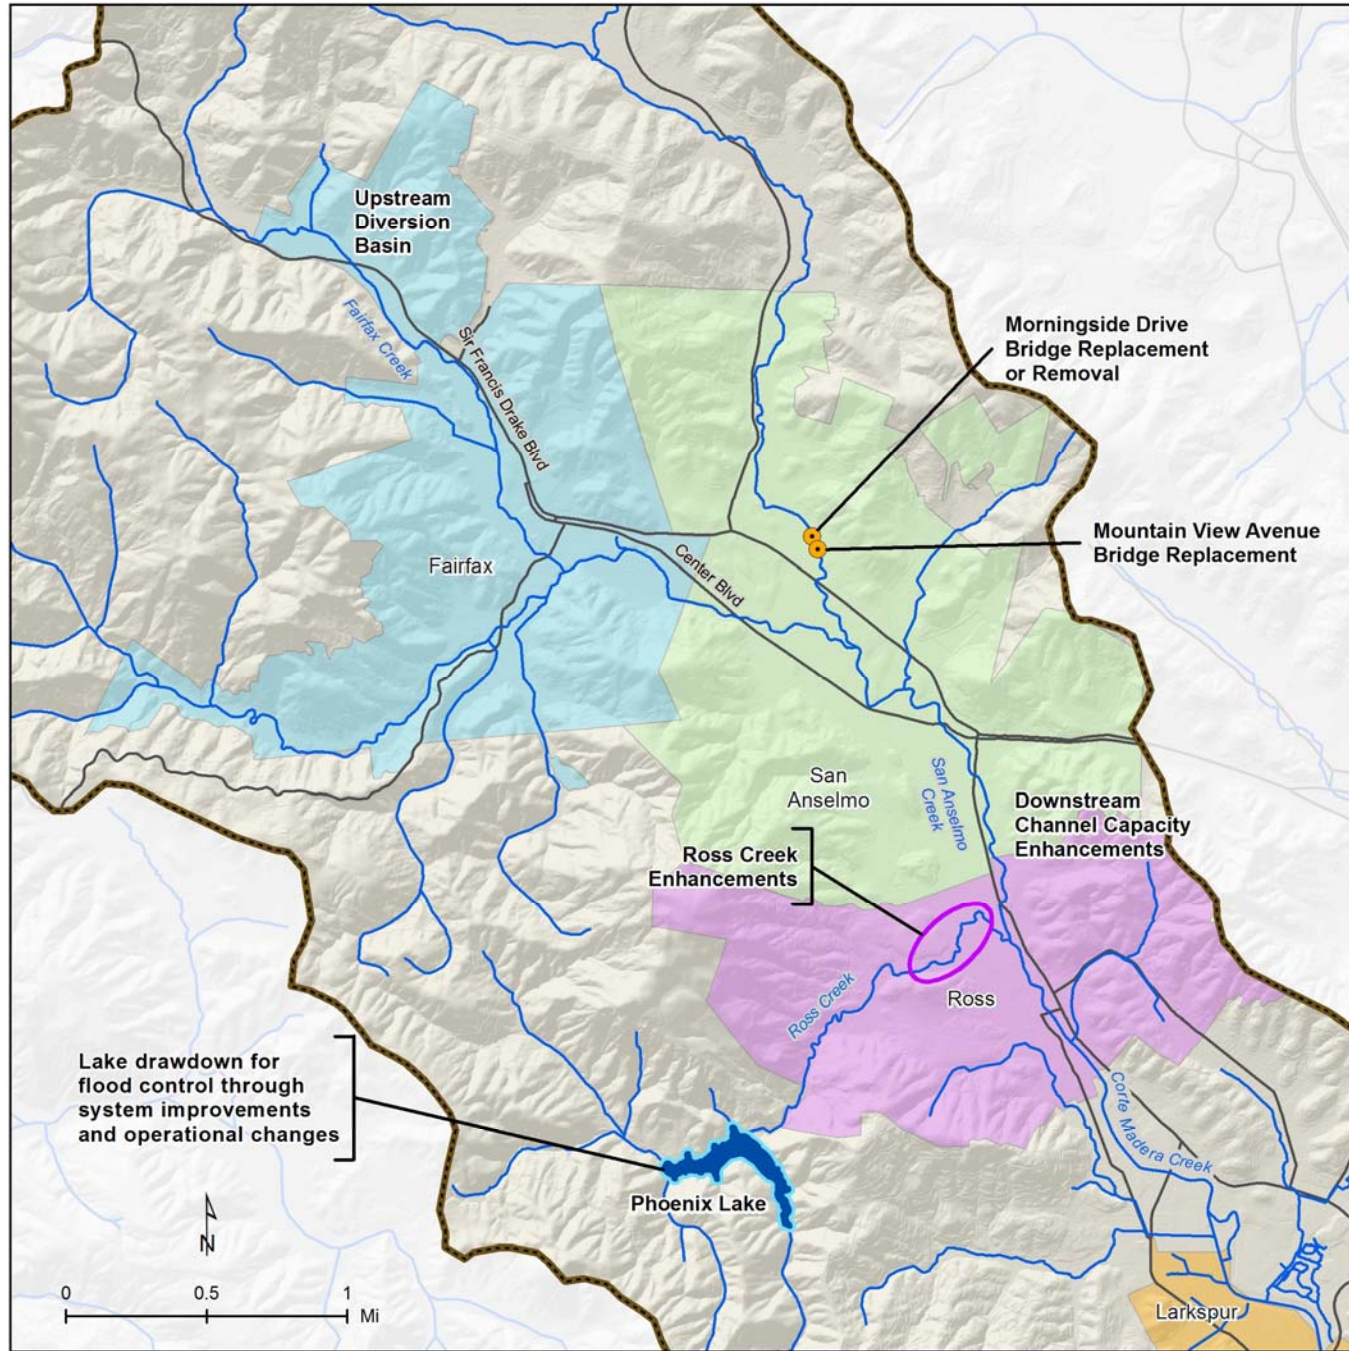 Upstream
Diversion
Basin
Fairfax Creek
Sir Francis Drake Blvd
Morningside Drive
Bridge Replacement
or Removal
Mountain View Avenue
Bridge Replacement
Fairfax
Center Blvd
San
Anselmo
San Anselmo
Creek
Downstream
Channel Capacity
Enhancements
Ross Creek
Enhancements
Ross Creek
Ross
Lake drawdown for
flood control through
system improvements
and operational changes
Corte Madera Creek
Phoenix Lake
N
0 0.5 1
Mi
Larkspur